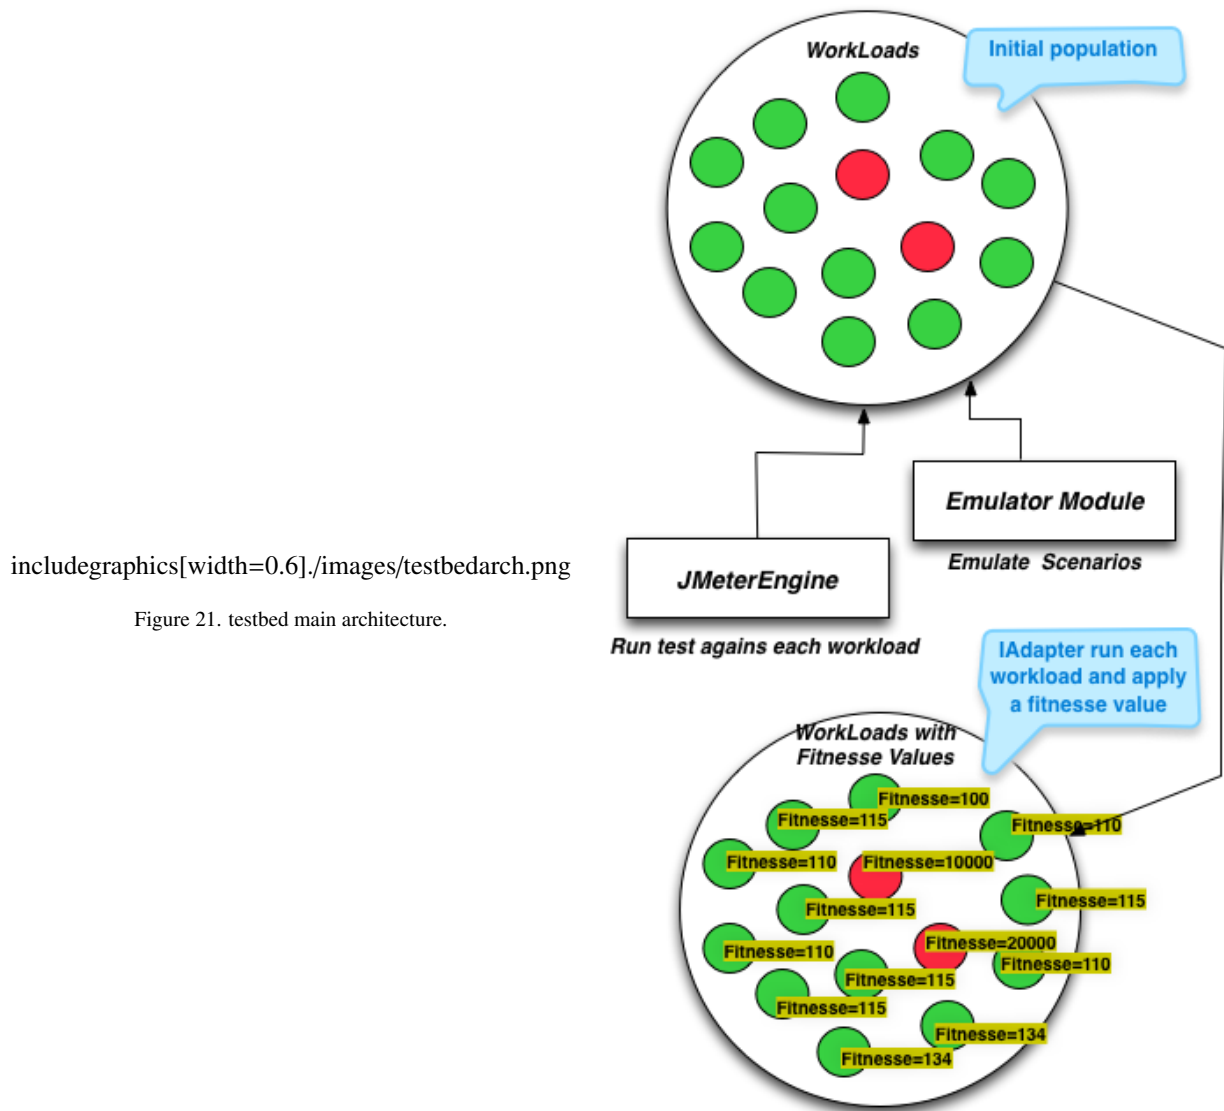 includegraphics[width=0.6]./images/testbedarch.png
Figure 21. testbed main architecture.
WorkLoads
Initial population
Emulator Module
Emulate Scenarios
JMeterEngine
Run test agains each workload
IAdapter run each
workload and apply
a fitnesse value
WorkLoads with
Fitnesse Values
Fitnesse=100
Fitnesse=115
Fitnesse=110
Fitnesse=110
Fitnesse=10000
Fitnesse=115
Fitnesse=115
Fitnesse=110
Fitnesse=20000
Fitnesse=110
Fitnesse=115
Fitnesse=115
Fitnesse=134
Fitnesse=134